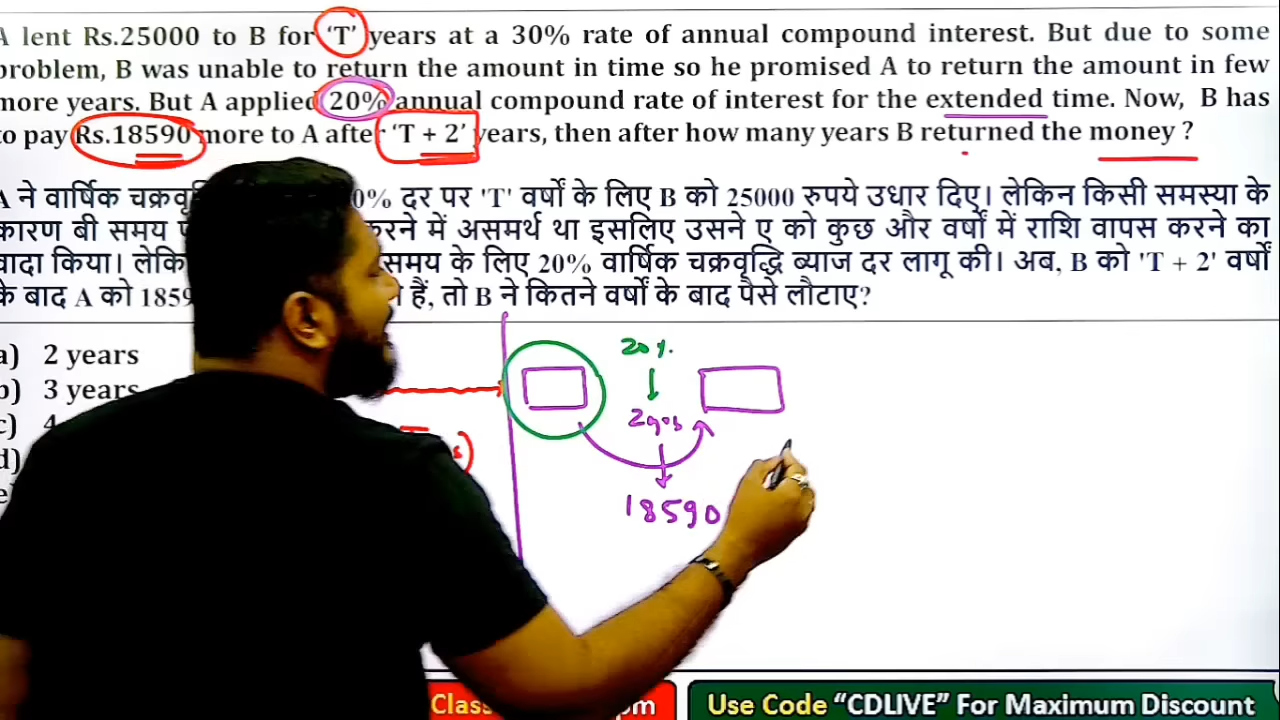 A lent Rs.25000 to B for 'T' years at a 30% rate of annual compound interest. But due to some
problem, B was unable to return the amount in time so he promised A to return the amount in few
more years. But A applied 20% annual compound rate of interest for the extended time. Now, B has
to pay Rs.18590 more to A after 'T + 2' years, then after how many years B returned the money ?
A ने वार्षिक 0% दर पर 'T' वर्षों के लिए B को 25000 रुपये उधार दिए। लेकिन किसी समस्या के
कारण बी समय करने में असमर्थ था इसलिए उसने ए को कुछ और वर्षों में राशि वापस करने का
वादा किया। समय के लिए 20% वार्षिक चक्रवृद्धि ब्याज दर लागू की। अब, B को 'T + 2' वर्षों
के बाद A को हैं, तो B ने कितने वर्षों के बाद पैसे लौटाए?
a) 2 years
b) 3 years
c) 4
d)
20%
2yrs
18590
Class pm
Use Code “CDLIVE” For Maximum Discount